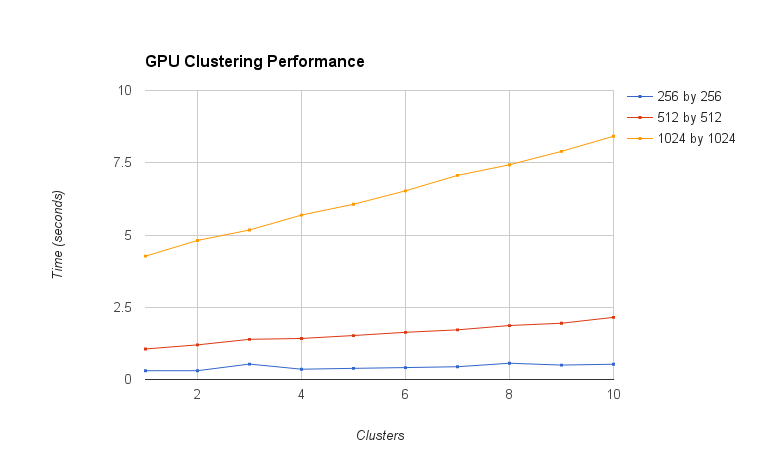 GPU Clustering Performance
10
7.5
5
2.5
0
2
4
6
8
10
Time (seconds)
Clusters
256 by 256
512 by 512
1024 by 1024